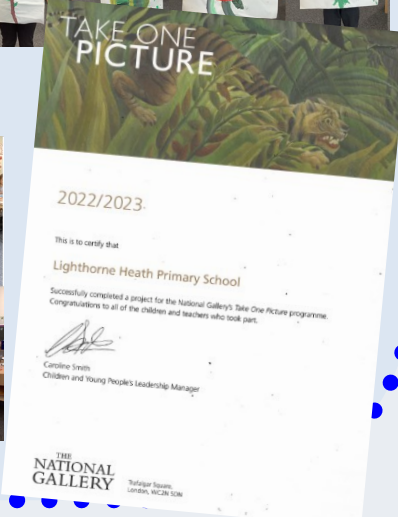 TAKE ONE
PICTURE
2022/2023
This is to certify that
Lighthorne Heath Primary School
Successfully completed a project for the National Gallery's Take One Picture programme.
Congratulations to all of the children and teachers who took part.
Caroline Smith
Children and Young People's Leadership Manager
THE
NATIONAL
GALLERY
Trafalgar Square,
London, WC2N 5DN